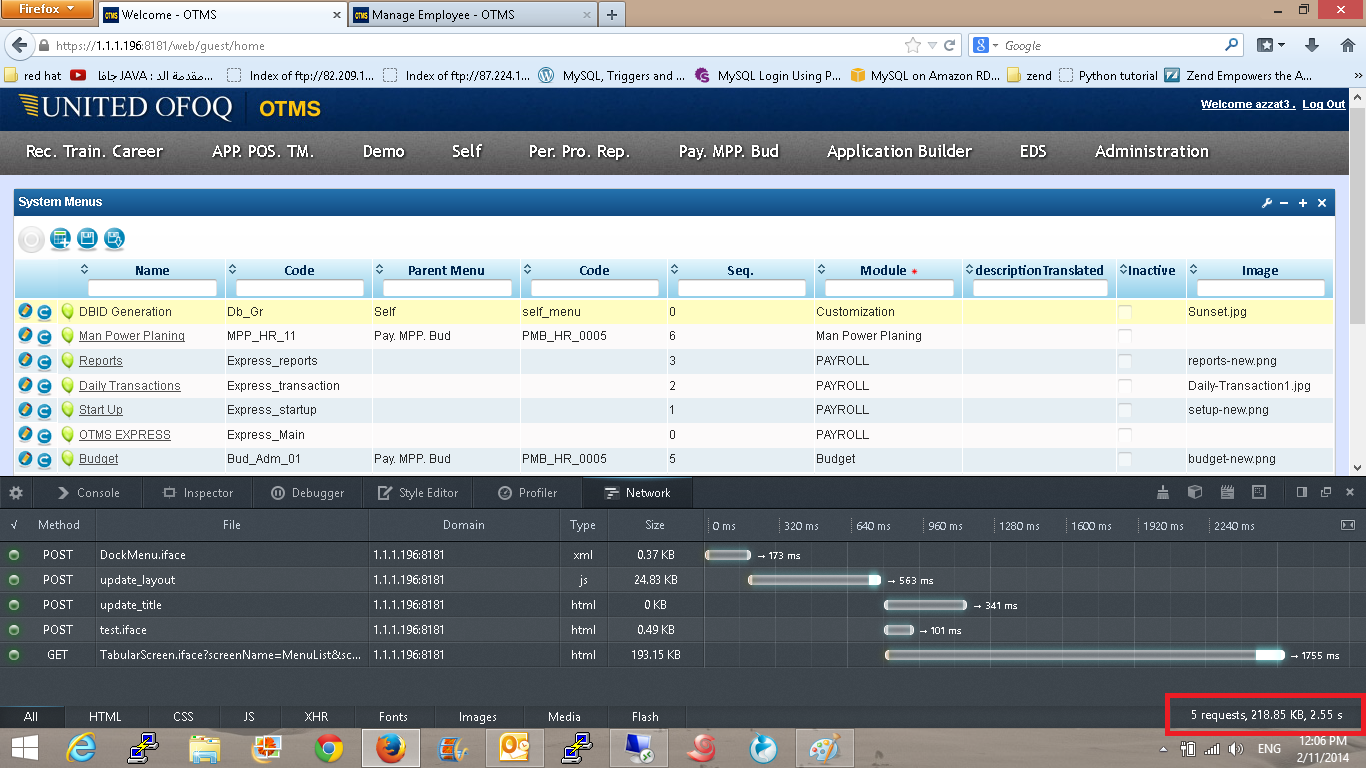 Firefox
Welcome - OTMS
Manage Employee - OTMS
https://1.1.1.196:8181/web/guest/home
Google
red hat
مقدمة الد : JAVA جافا...
Index of ftp://82.209.1...
Index of ftp://87.224.1...
MySQL, Triggers and ...
MySQL Login Using P...
MySQL on Amazon RD...
zend
Python tutorial
Zend Empowers the A...
UNITED OFOQ OTMS
Welcome azzat3 . Log Out
Rec. Train. Career APP. POS. TM. Demo Self Per. Pro. Rep. Pay. MPP. Bud Application Builder EDS Administration
System Menus
Name Code Parent Menu Code Seq. Module * descriptionTranslated Inactive Image
DBID Generation Db_Gr Self self_menu 0 Customization Sunset.jpg
Man Power Planing MPP_HR_11 Pay. MPP. Bud PMB_HR_0005 6 Man Power Planing
Reports Express_reports 3 PAYROLL reports-new.png
Daily Transactions Express_transaction 2 PAYROLL Daily-Transaction1.jpg
Start Up Express_startup 1 PAYROLL setup-new.png
OTMS EXPRESS Express_Main 0 PAYROLL
Budget Bud_Adm_01 Pay. MPP. Bud PMB_HR_0005 5 Budget budget-new.png
Console Inspector Debugger Style Editor Profiler Network
√ Method File Domain Type Size 0 ms 320 ms 640 ms 960 ms 1280 ms 1600 ms 1920 ms 2240 ms
POST DockMenu.iface 1.1.1.196:8181 xml 0.37 KB → 173 ms
POST update_layout 1.1.1.196:8181 js 24.83 KB → 563 ms
POST update_title 1.1.1.196:8181 html 0 KB → 341 ms
POST test.iface 1.1.1.196:8181 html 0.49 KB → 101 ms
GET TabularScreen.iface?screenName=MenuList&sc... 1.1.1.196:8181 html 193.15 KB → 1755 ms
All HTML CSS JS XHR Fonts Images Media Flash 5 requests, 218.85 KB, 2.55 s
ENG
12:06 PM
2/11/2014